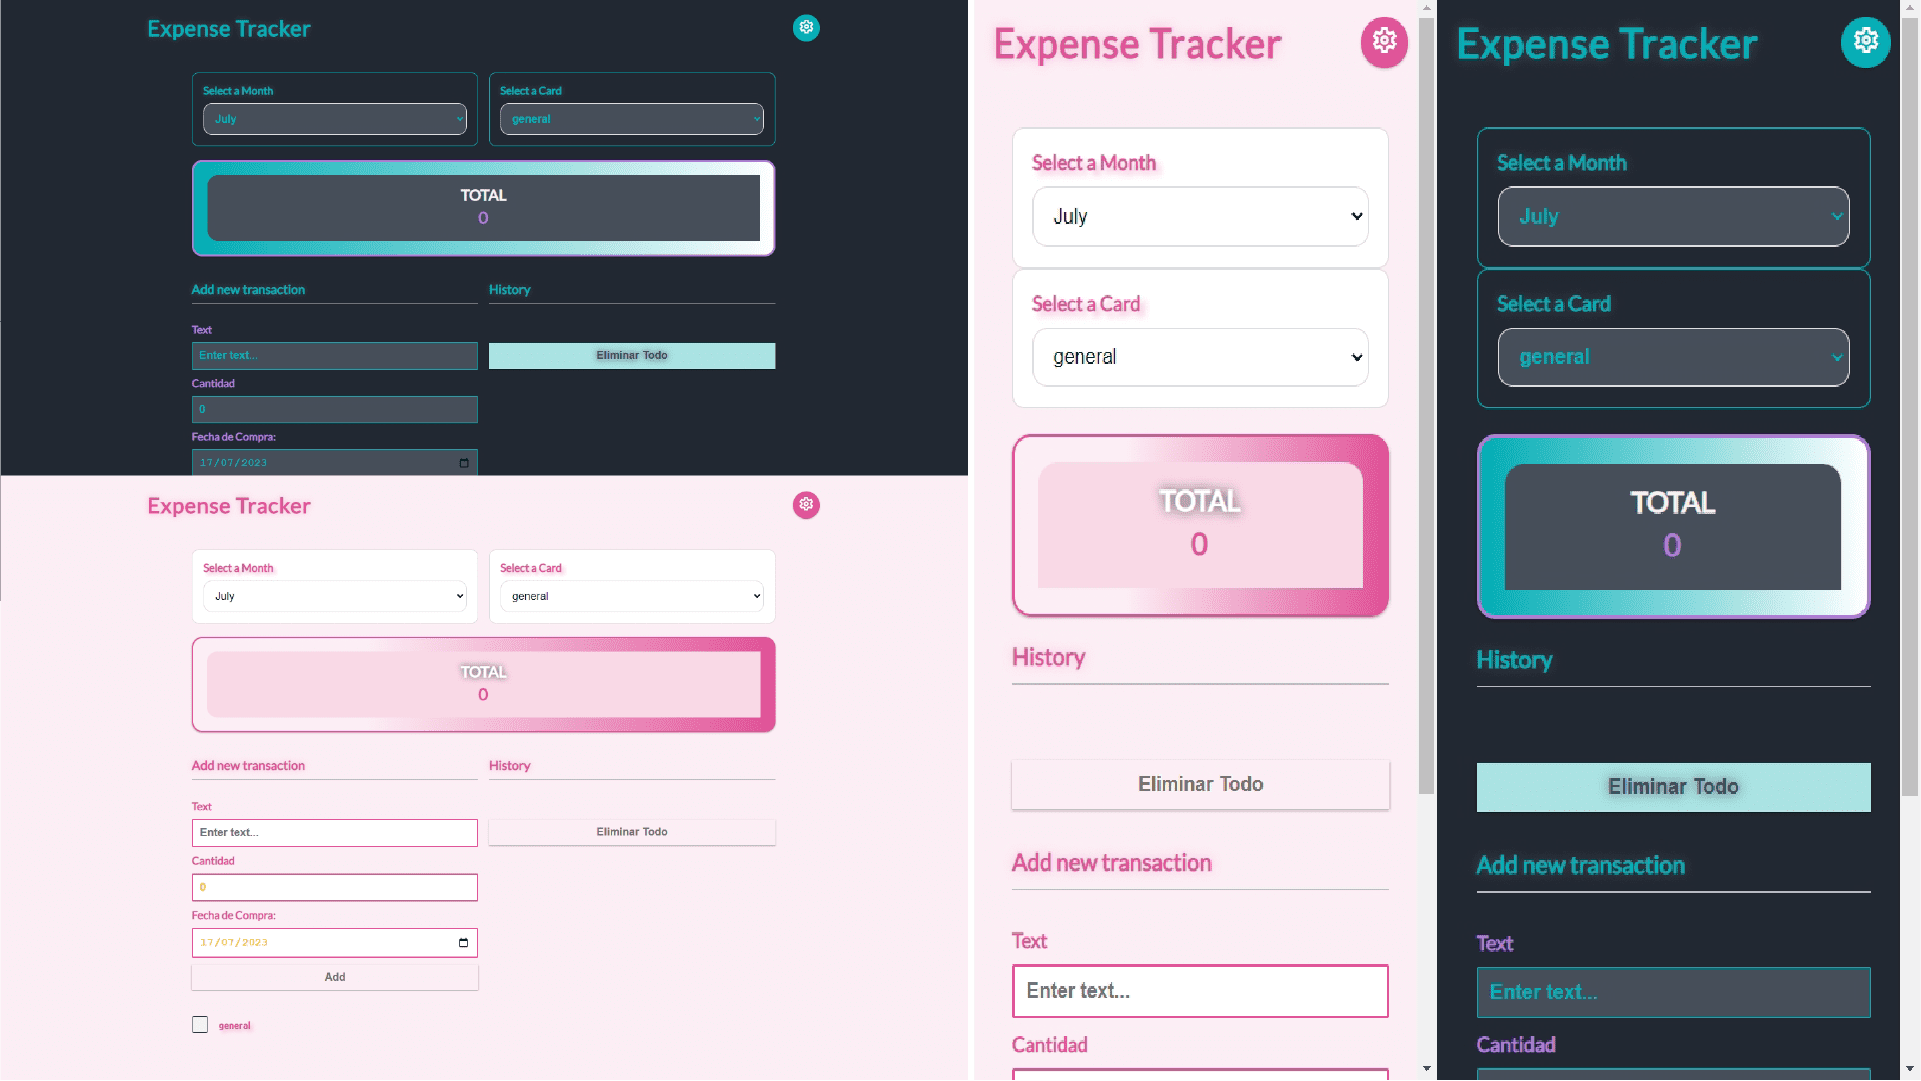 Expense Tracker
Select a Month
Select a Card
July
general
TOTAL
0
Add new transaction
History
Text
Enter text...
Eliminar Todo
Cantidad
0
Fecha de Compra:
17/07/2023
Expense Tracker
Select a Month
Select a Card
July
general
TOTAL
0
Add new transaction
History
Text
Enter text...
Eliminar Todo
Cantidad
0
Fecha de Compra:
17/07/2023
Add
general
Expense Tracker
Select a Month
July
Select a Card
general
TOTAL
0
History
Eliminar Todo
Add new transaction
Text
Enter text...
Cantidad
Expense Tracker
Select a Month
July
Select a Card
general
TOTAL
0
History
Eliminar Todo
Add new transaction
Text
Enter text...
Cantidad